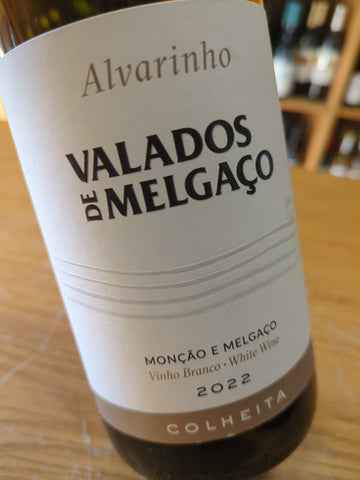 Alvarinho
VALADOS
DE MELGAÇO
MONÇÃO E MELGAÇO
Vinho Branco • White Wine
2022
COLHEITA